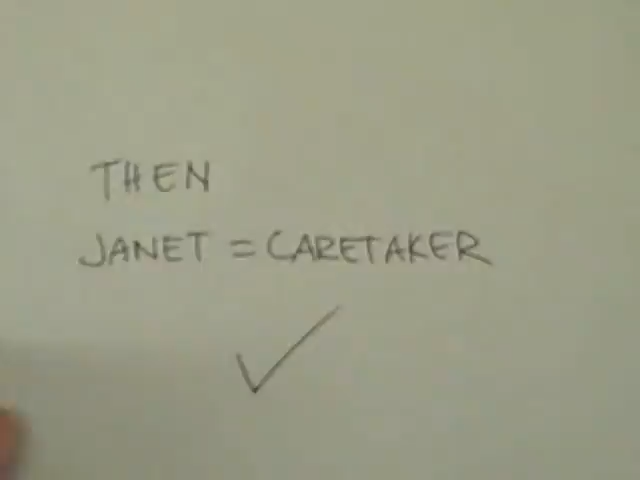 THEN
JANET = CARETAKER
✓